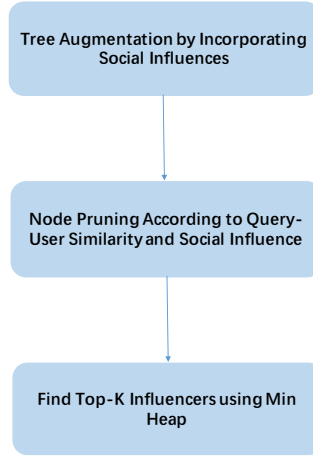 Tree Augmentation by Incorporating
Social Influences
Node Pruning According to Query-
User Similarity and Social Influence
Find Top-K Influencers using Min
Heap